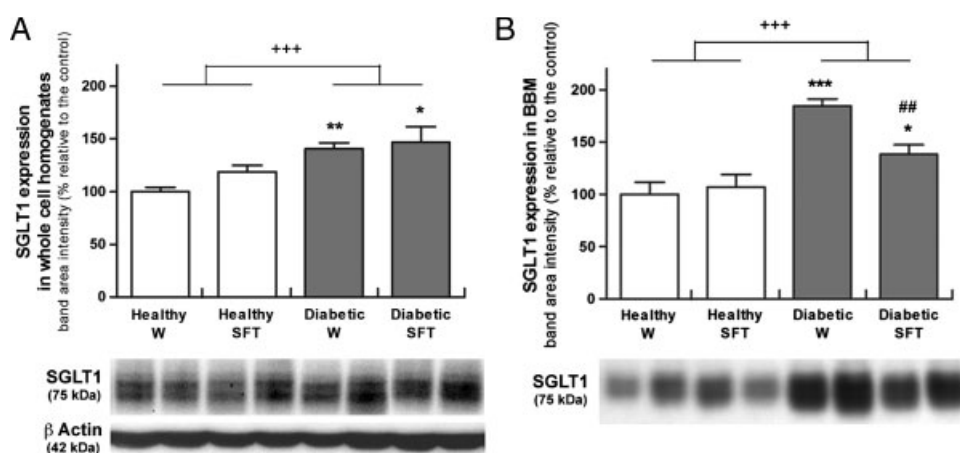 A
+++
SGLT1 expression
in whole cell homogenates
band area intensity (% relative to the control)
200
150
100
50
0
**
*
Healthy W
Healthy SFT
Diabetic W
Diabetic SFT
SGLT1
(75 kDa)
β Actin
(42 kDa)
B
+++
SGLT1 expression in BBM
band area intensity (% relative to the control)
200
150
100
50
0
***
##
*
Healthy W
Healthy SFT
Diabetic W
Diabetic SFT
SGLT1
(75 kDa)